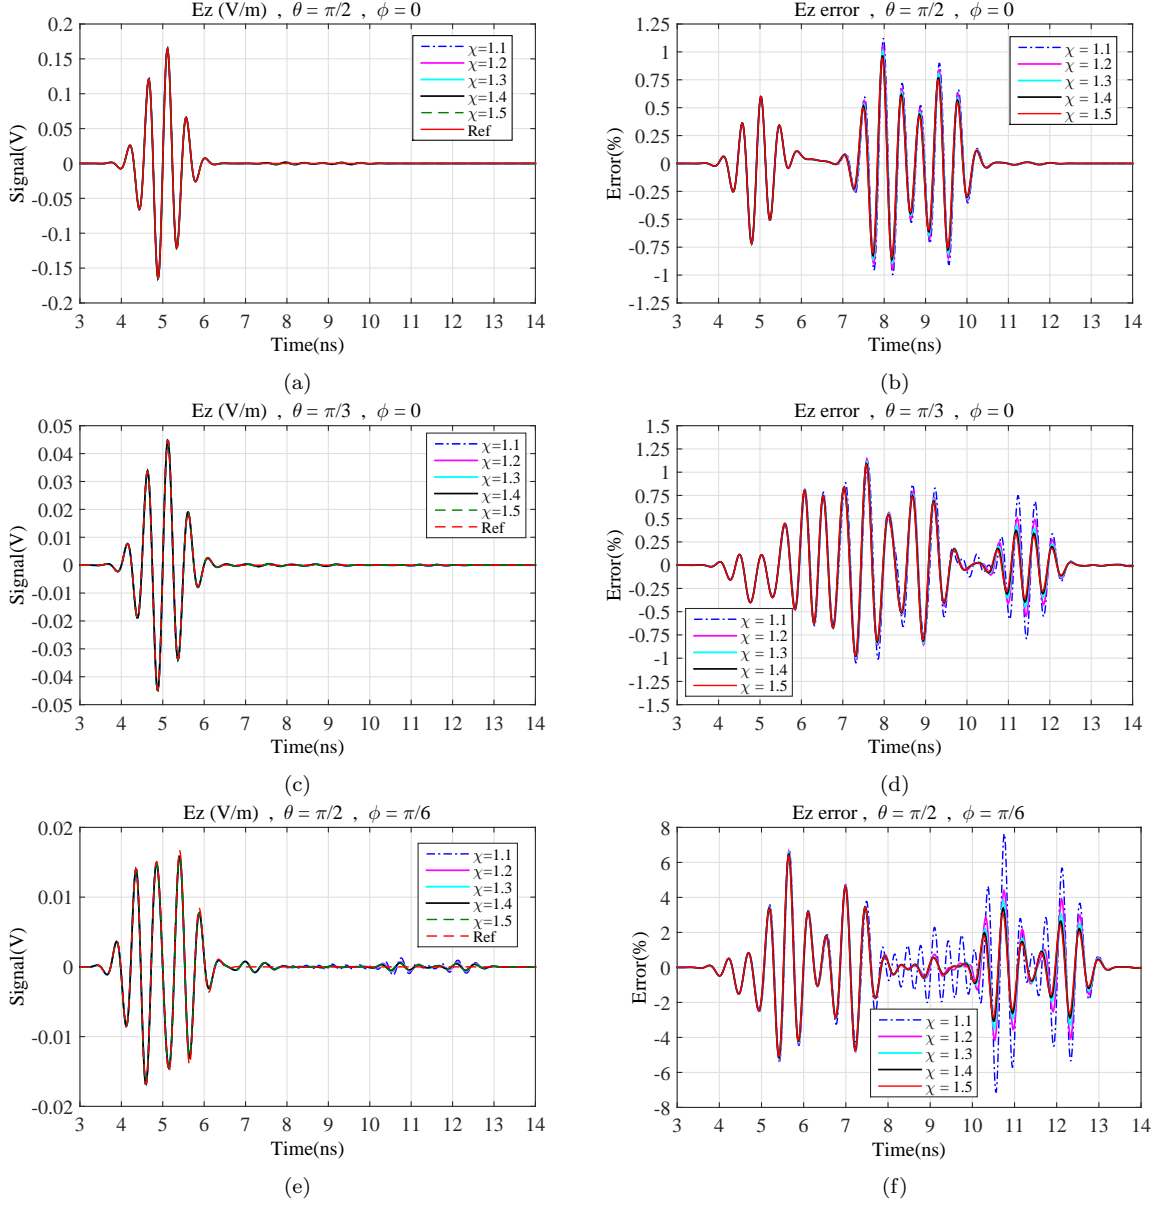 Ez (V/m) , θ = π/2 , ϕ = 0
0.2
0.15
0.1
0.05
0
-0.05
-0.1
-0.15
-0.2
Signal(V)
χ=1.1
χ=1.2
χ=1.3
χ=1.4
χ=1.5
Ref
3 4 5 6 7 8 9 10 11 12 13 14
Time(ns)
(a)
Ez error , θ = π/2 , ϕ = 0
1.25
1
0.75
0.5
0.25
0
-0.25
-0.5
-0.75
-1
-1.25
Error(%)
χ = 1.1
χ = 1.2
χ = 1.3
χ = 1.4
χ = 1.5
3 4 5 6 7 8 9 10 11 12 13 14
Time(ns)
(b)
Ez (V/m) , θ = π/3 , ϕ = 0
0.05
0.04
0.03
0.02
0.01
0
-0.01
-0.02
-0.03
-0.04
-0.05
Signal(V)
χ=1.1
χ=1.2
χ=1.3
χ=1.4
χ=1.5
Ref
3 4 5 6 7 8 9 10 11 12 13 14
Time(ns)
(c)
Ez error , θ = π/3 , ϕ = 0
1.5
1.25
1
0.75
0.5
0.25
0
-0.25
-0.5
-0.75
-1
-1.25
-1.5
Error(%)
χ = 1.1
χ = 1.2
χ = 1.3
χ = 1.4
χ = 1.5
3 4 5 6 7 8 9 10 11 12 13 14
Time(ns)
(d)
Ez (V/m) , θ = π/2 , ϕ = π/6
0.02
0.01
0
-0.01
-0.02
Signal(V)
χ=1.1
χ=1.2
χ=1.3
χ=1.4
χ=1.5
Ref
3 4 5 6 7 8 9 10 11 12 13 14
Time(ns)
(e)
Ez error , θ = π/2 , ϕ = π/6
8
6
4
2
0
-2
-4
-6
-8
Error(%)
χ = 1.1
χ = 1.2
χ = 1.3
χ = 1.4
χ = 1.5
3 4 5 6 7 8 9 10 11 12 13 14
Time(ns)
(f)